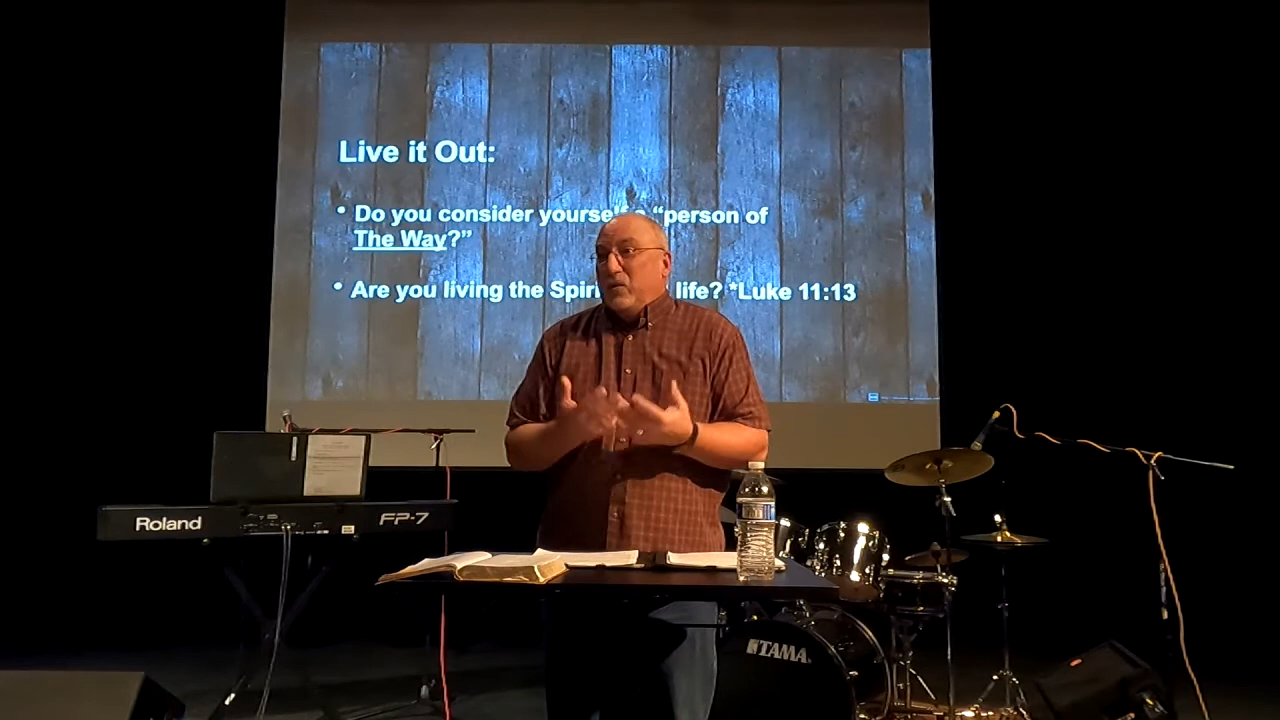 Live it Out:
• Do you consider yourself a “person of
The Way?”
• Are you living the Spiri life? *Luke 11:13
Roland
FP-7
TAMA